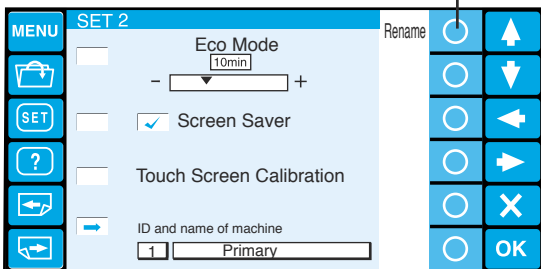 MENU
SET 2
Rename
Eco Mode
10min
- +
SET
Screen Saver
?
Touch Screen Calibration
ID and name of machine
1 Primary
OK